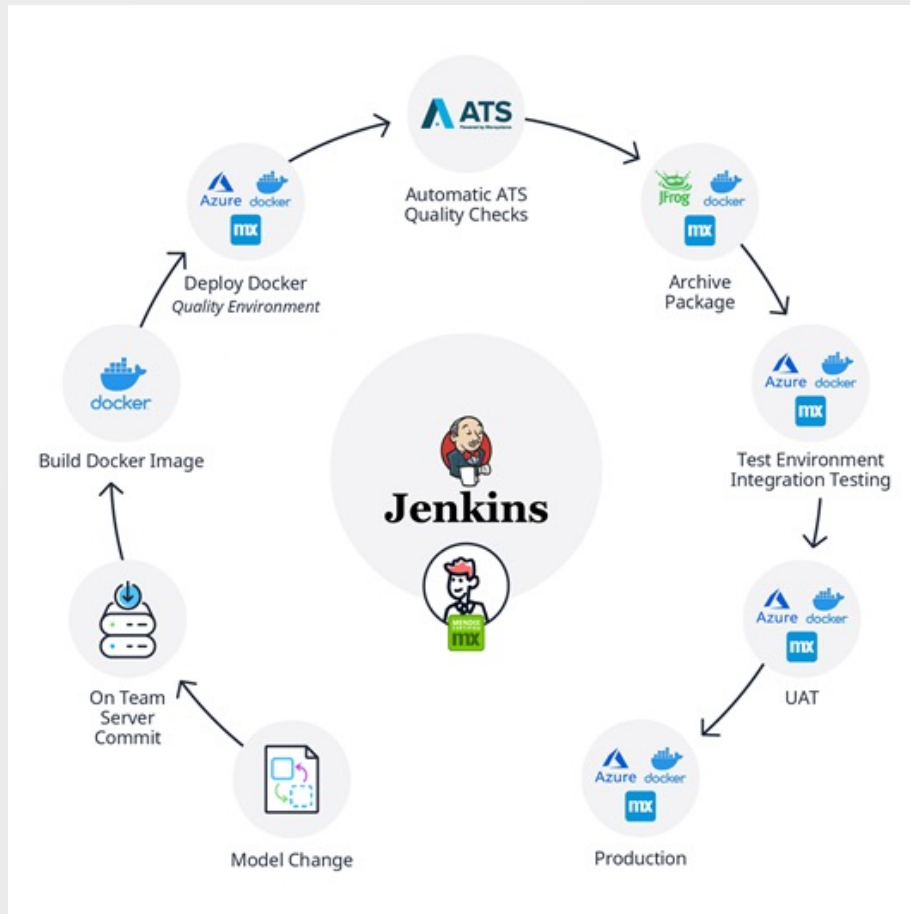 ATS
Automatic ATS
Quality Checks
Azure docker
mx
Deploy Docker
Quality Environment
JFrog docker
mx
Archive
Package
docker
Build Docker Image
Azure docker
mx
Test Environment
Integration Testing
Jenkins
MENDIX
CERTIFIED
mx
On Team
Server
Commit
Azure docker
mx
UAT
Model Change
Azure docker
mx
Production